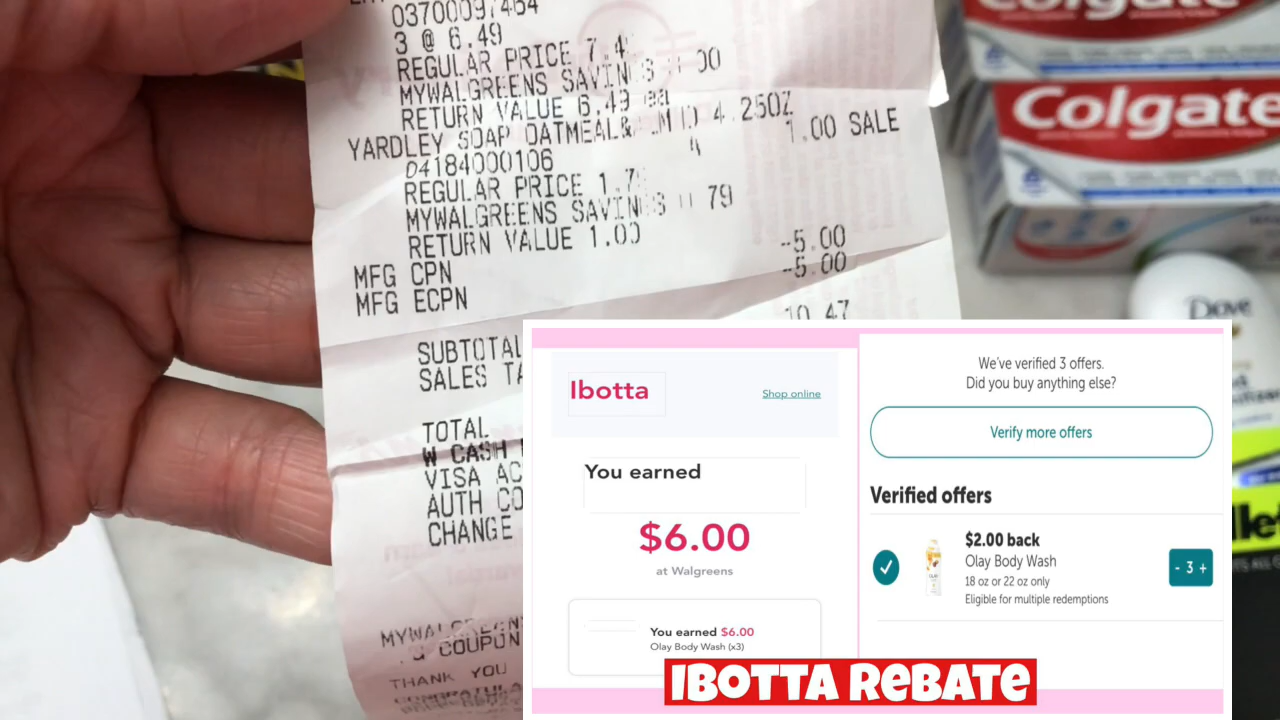 03700097464
3 @ 6.49
REGULAR PRICE 7.4
MYWALGREENS SAVINGS 00
RETURN VALUE 6.49 ea
YARDLEY SOAP OATMEAL& 4.25OZ
1.00 SALE
04184000106
REGULAR PRICE 1.7
MYWALGREENS SAVINGS 79
RETURN VALUE 1.00
MFG CPN -5.00
MFG ECPN -5.00
10.47
SUBTOTAL
SALES TA
TOTAL
W CASH
VISA AC
AUTH CO
CHANGE
COUPON
THANK YOU
Colgate
Colgate
Dove
Ibotta
Shop online
You earned
$6.00
at Walgreens
You earned $6.00
Olay Body Wash (x3)
We've verified 3 offers.
Did you buy anything else?
Verify more offers
Verified offers
$2.00 back
Olay Body Wash
18 oz or 22 oz only
Eligible for multiple redemptions
- 3 +
IBOTTA REBATE